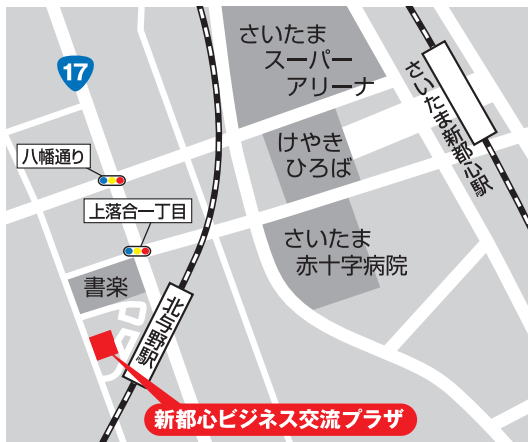 さいたま
スーパー
アリーナ
17
さいたま新都心駅
けやき
ひろば
八幡通り
上落合一丁目
さいたま
赤十字病院
書楽
北与野駅
新都心ビジネス交流プラザ